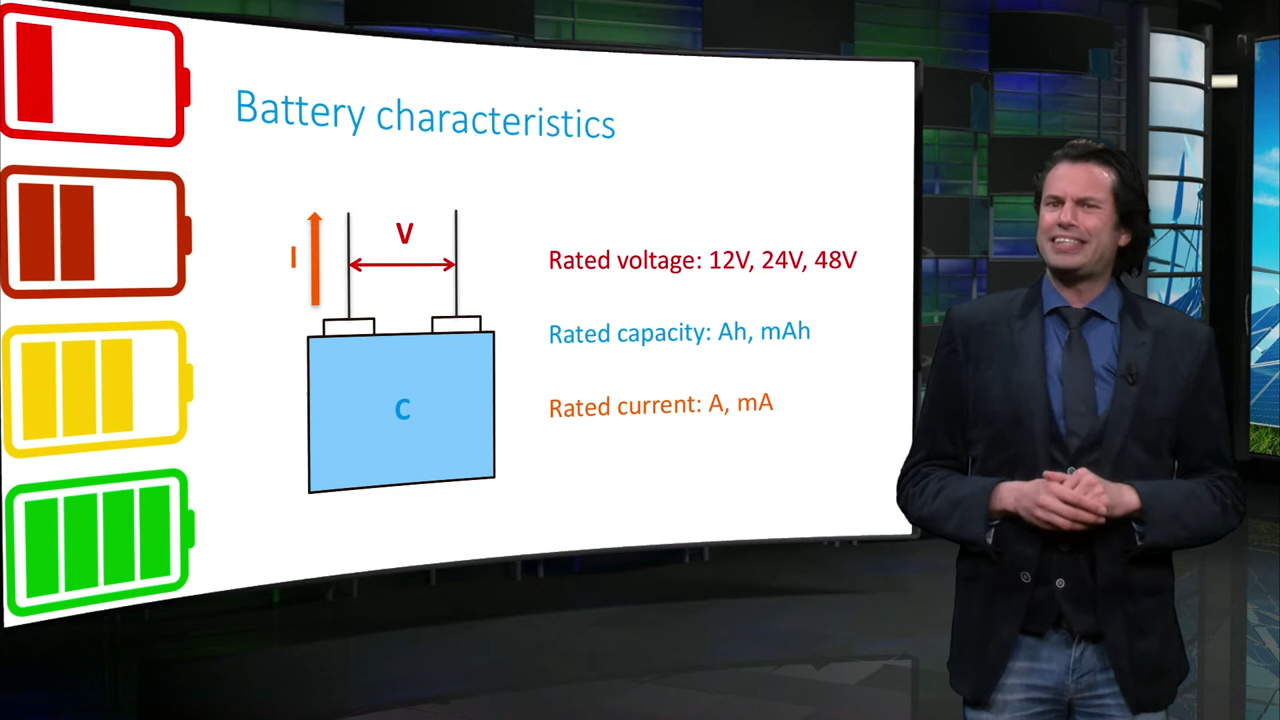 Battery characteristics
V
I
Rated voltage: 12V, 24V, 48V
Rated capacity: Ah, mAh
C
Rated current: A, mA